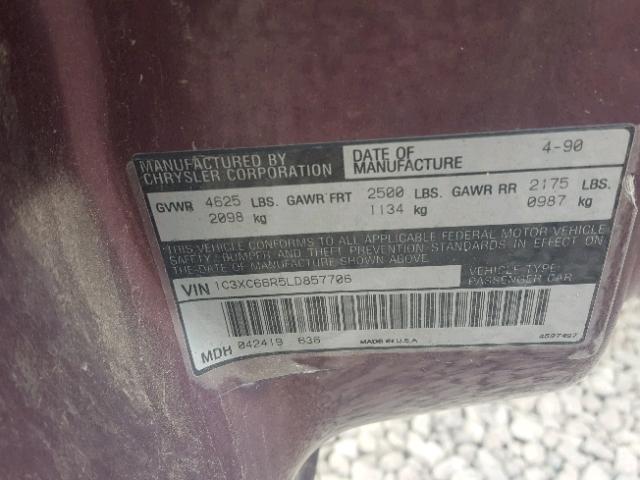 MANUFACTURED BY
CHRYSLER CORPORATION
DATE OF
MANUFACTURE
4-90
GVWR 4625 LBS. GAWR FRT 2500 LBS. GAWR RR 2175 LBS.
2098 kg 1134 kg 0987 kg
THIS VEHICLE CONFORMS TO ALL APPLICABLE FEDERAL MOTOR VEHICLE
SAFETY, BUMPER, AND THEFT PREVENTION STANDARDS IN EFFECT ON
THE DATE OF MANUFACTURE SHOWN ABOVE.
VIN 1C3XC66R5LD857706
VEHICLE TYPE:
PASSENGER CAR
MDH 042419 636
MADE IN U.S.A
4597497